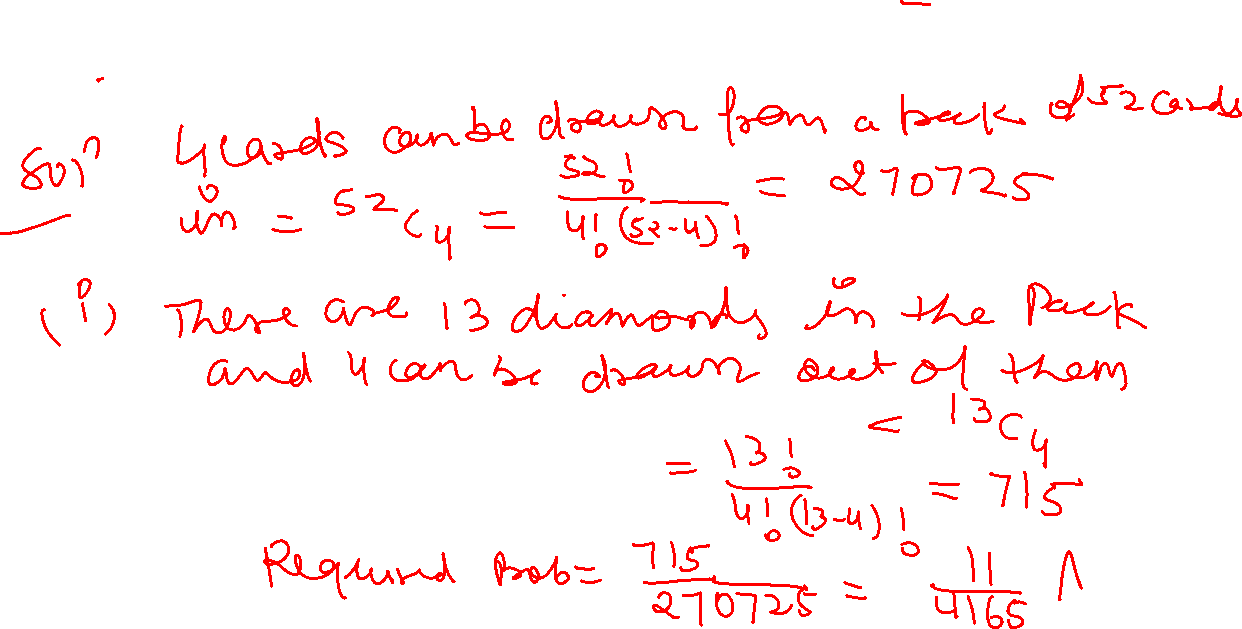 Solⁿ 4 cards can be drawn from a pack of 52 cards
in = ⁵²C₄ = 52! / 4!(52-4)! = 270725
(i) There are 13 diamonds in the Pack
and 4 can be drawn out of them
= ¹³C₄
= 13! / 4!(13-4)! = 715
Required Prob = 715 / 270725 = 11 / 4165